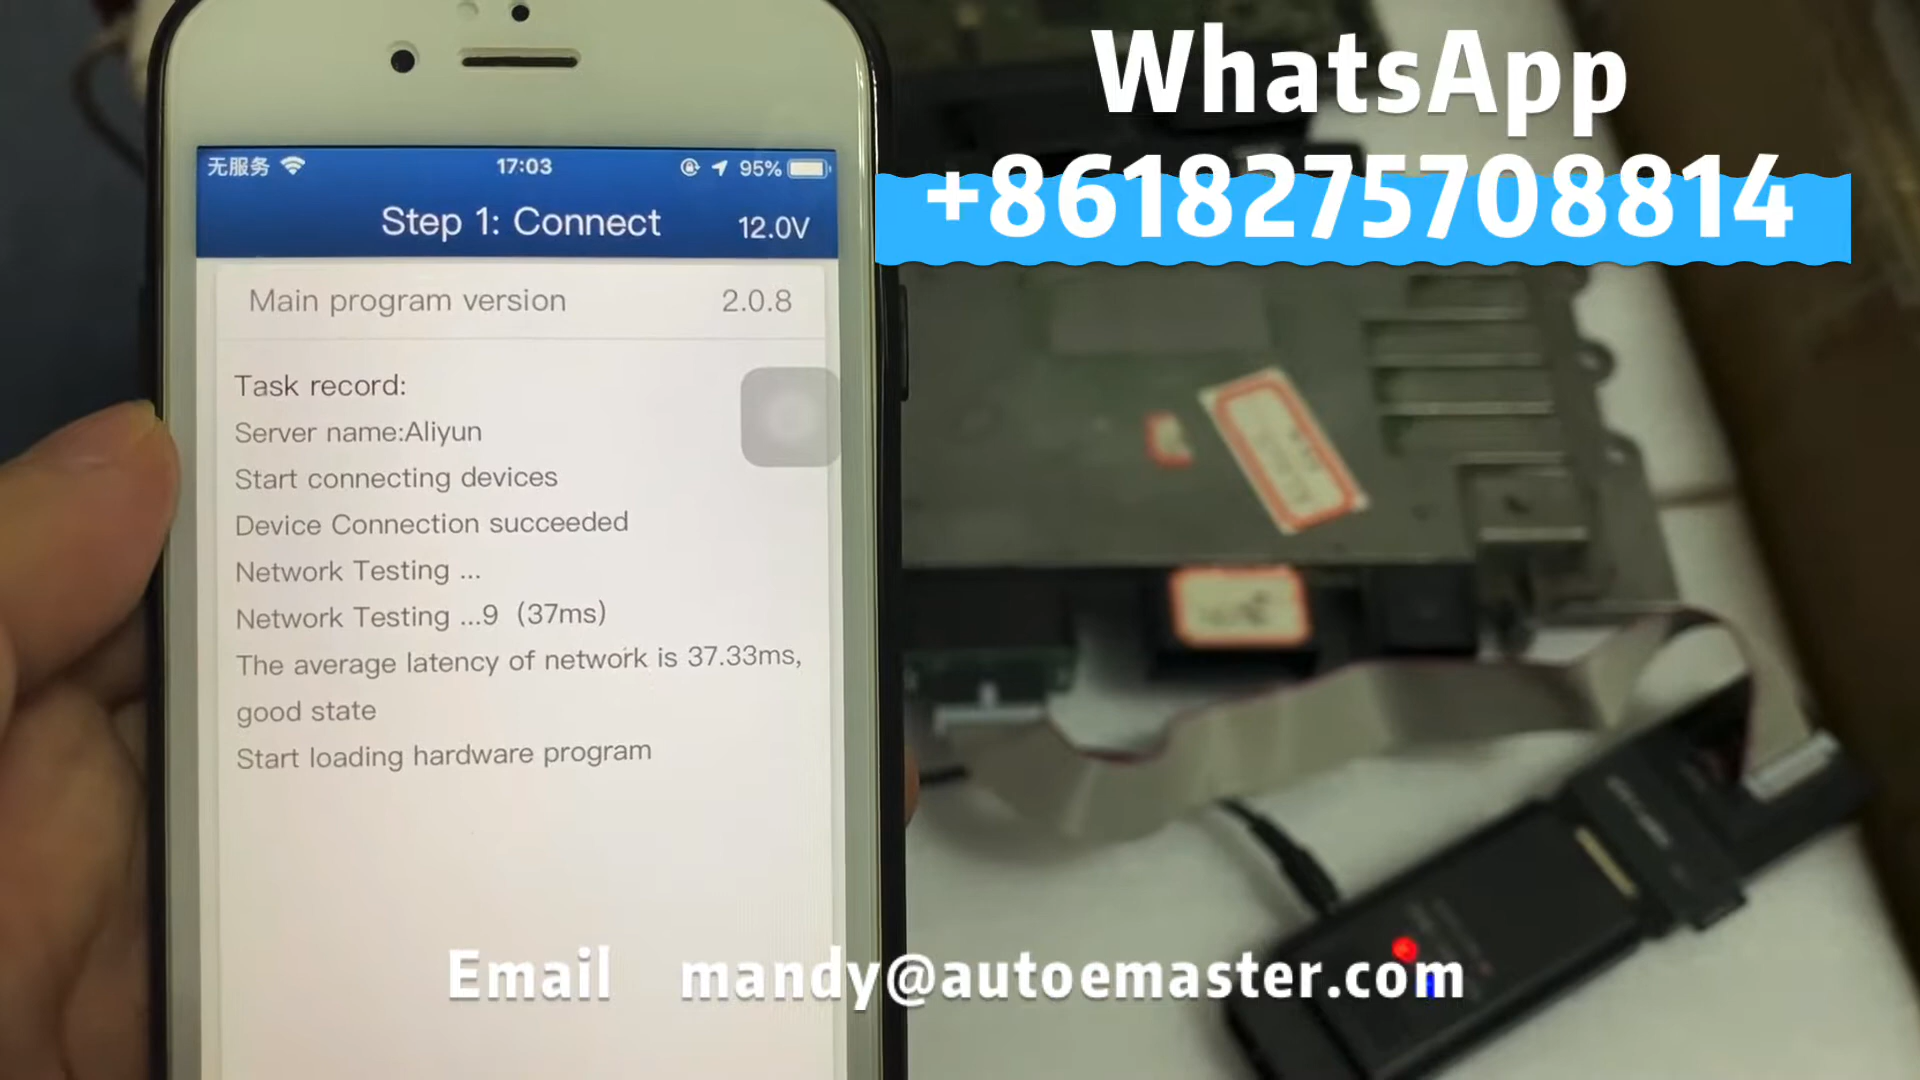 WhatsApp
+8618275708814
无服务 17:03 95%
Step 1: Connect 12.0V
Main program version 2.0.8
Task record:
Server name:Aliyun
Start connecting devices
Device Connection succeeded
Network Testing ...
Network Testing ...9 (37ms)
The average latency of network is 37.33ms,
good state
Start loading hardware program
Email mandy@autoemaster.com